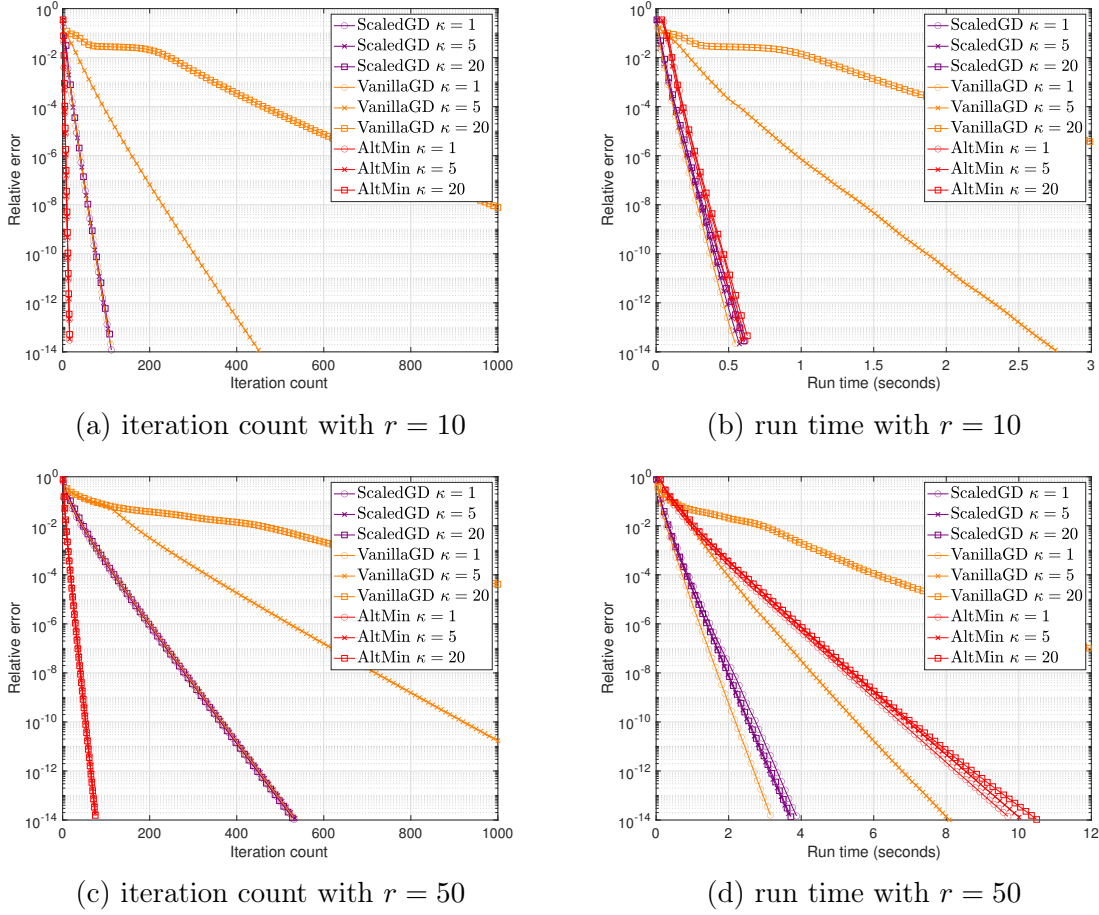 10^0
10^-2
10^-4
10^-6
10^-8
10^-10
10^-12
10^-14
Relative error
0 200 400 600 800 1000
Iteration count
ScaledGD κ = 1
ScaledGD κ = 5
ScaledGD κ = 20
VanillaGD κ = 1
VanillaGD κ = 5
VanillaGD κ = 20
AltMin κ = 1
AltMin κ = 5
AltMin κ = 20
(a) iteration count with r = 10
10^0
10^-2
10^-4
10^-6
10^-8
10^-10
10^-12
10^-14
Relative error
0 0.5 1 1.5 2 2.5 3
Run time (seconds)
ScaledGD κ = 1
ScaledGD κ = 5
ScaledGD κ = 20
VanillaGD κ = 1
VanillaGD κ = 5
VanillaGD κ = 20
AltMin κ = 1
AltMin κ = 5
AltMin κ = 20
(b) run time with r = 10
10^0
10^-2
10^-4
10^-6
10^-8
10^-10
10^-12
10^-14
Relative error
0 200 400 600 800 1000
Iteration count
ScaledGD κ = 1
ScaledGD κ = 5
ScaledGD κ = 20
VanillaGD κ = 1
VanillaGD κ = 5
VanillaGD κ = 20
AltMin κ = 1
AltMin κ = 5
AltMin κ = 20
(c) iteration count with r = 50
10^0
10^-2
10^-4
10^-6
10^-8
10^-10
10^-12
10^-14
Relative error
0 2 4 6 8 10 12
Run time (seconds)
ScaledGD κ = 1
ScaledGD κ = 5
ScaledGD κ = 20
VanillaGD κ = 1
VanillaGD κ = 5
VanillaGD κ = 20
AltMin κ = 1
AltMin κ = 5
AltMin κ = 20
(d) run time with r = 50